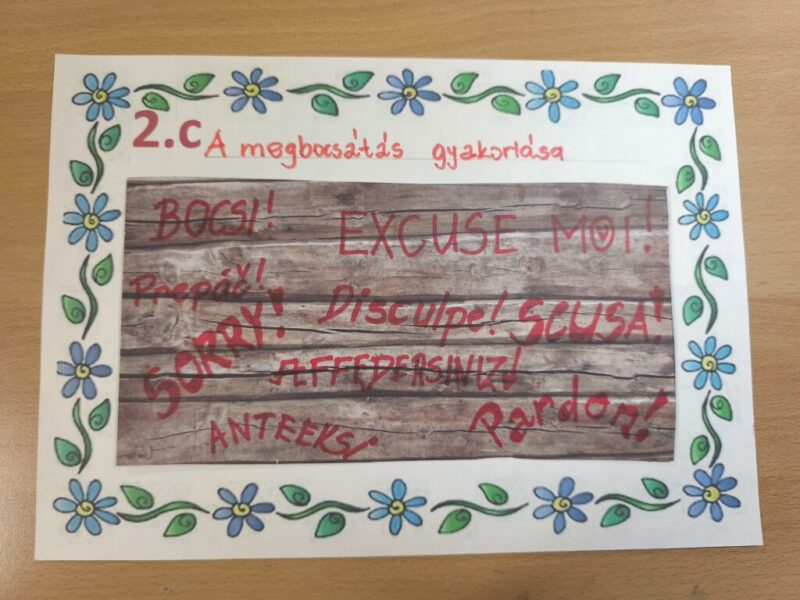 2.c A megbocsátás gyakorlása
BOCSI! EXCUSE MOI!
Prepáč!
Disculpe! SCUSA!
SORRY!
AFFEDERSINIZ!
ANTEEKSI Pardon!